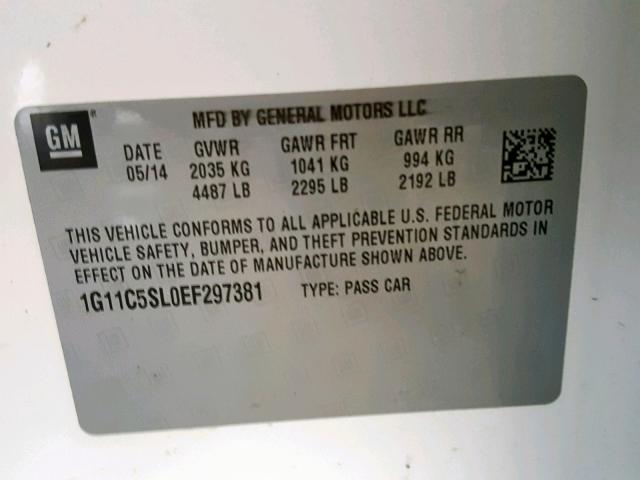 GM®
MFD BY GENERAL MOTORS LLC
DATE GVWR GAWR FRT GAWR RR
05/14 2035 KG 1041 KG 994 KG
4487 LB 2295 LB 2192 LB
THIS VEHICLE CONFORMS TO ALL APPLICABLE U.S. FEDERAL MOTOR
VEHICLE SAFETY, BUMPER, AND THEFT PREVENTION STANDARDS IN
EFFECT ON THE DATE OF MANUFACTURE SHOWN ABOVE.
1G11C5SL0EF297381 TYPE: PASS CAR